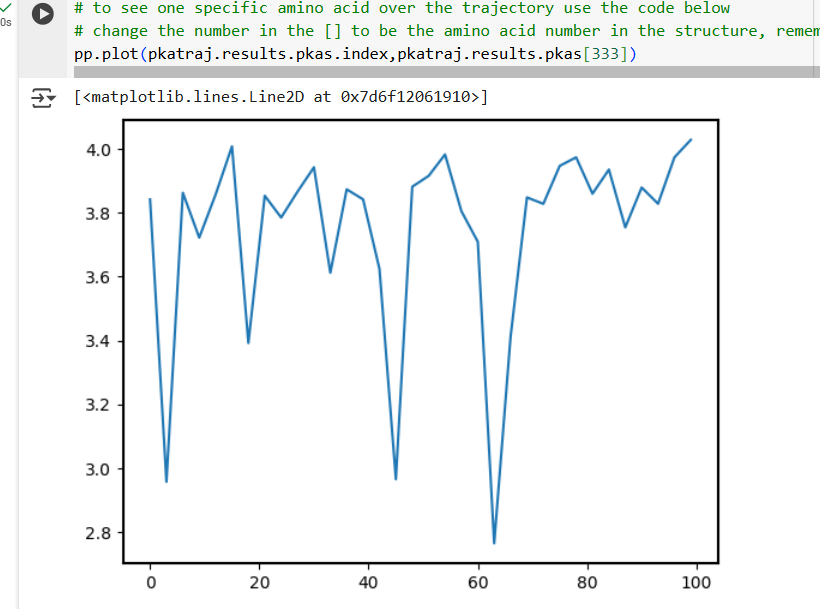 0s
# to see one specific amino acid over the trajectory use the code below
# change the number in the [] to be the amino acid number in the structure,
pp.plot(pkatraj.results.pkas.index,pkatraj.results.pkas[333])
[<matplotlib.lines.Line2D at 0x7d6f12061910>]
4.0
3.8
3.6
3.4
3.2
3.0
2.8
0 20 40 60 80 100